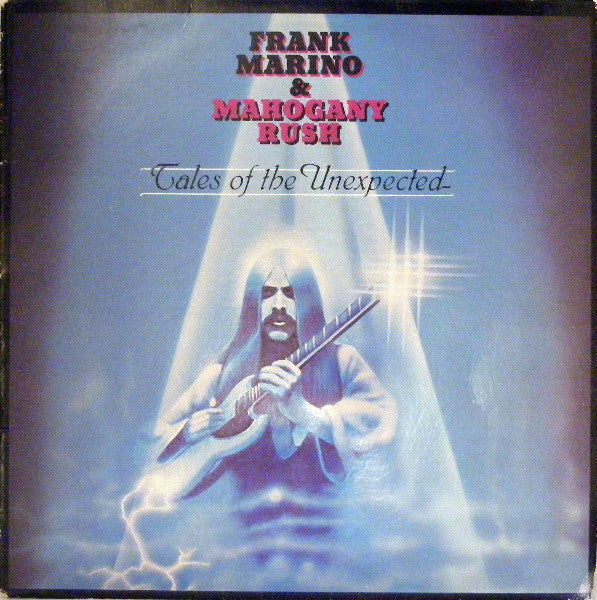 FRANK
MARINO
&
MAHOGANY
RUSH
Tales of the Unexpected